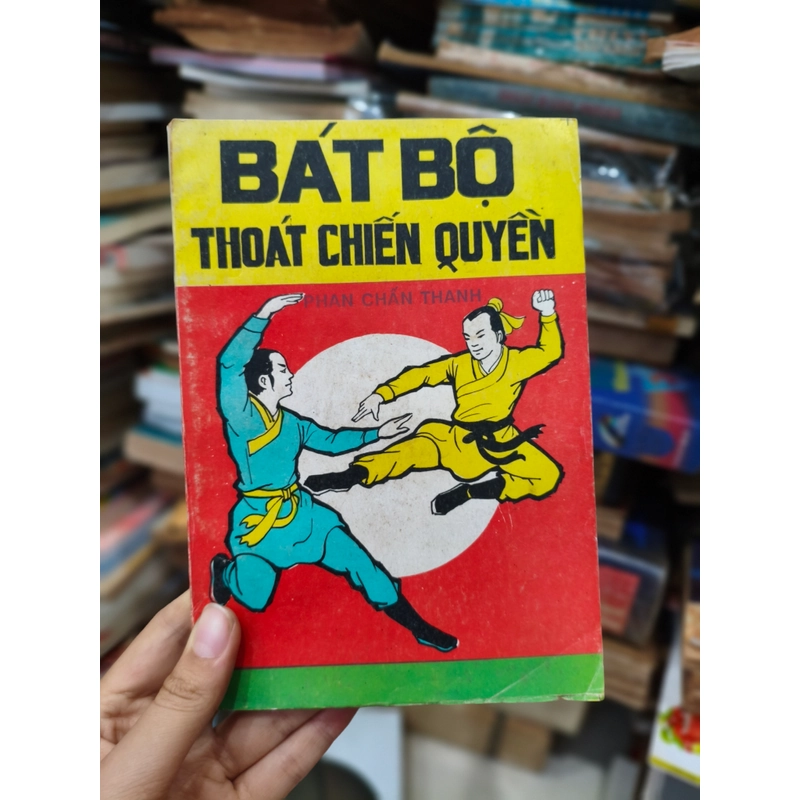 BÁT BỘ
THOÁT CHIẾN QUYỀN
PHAN CHẤN THANH